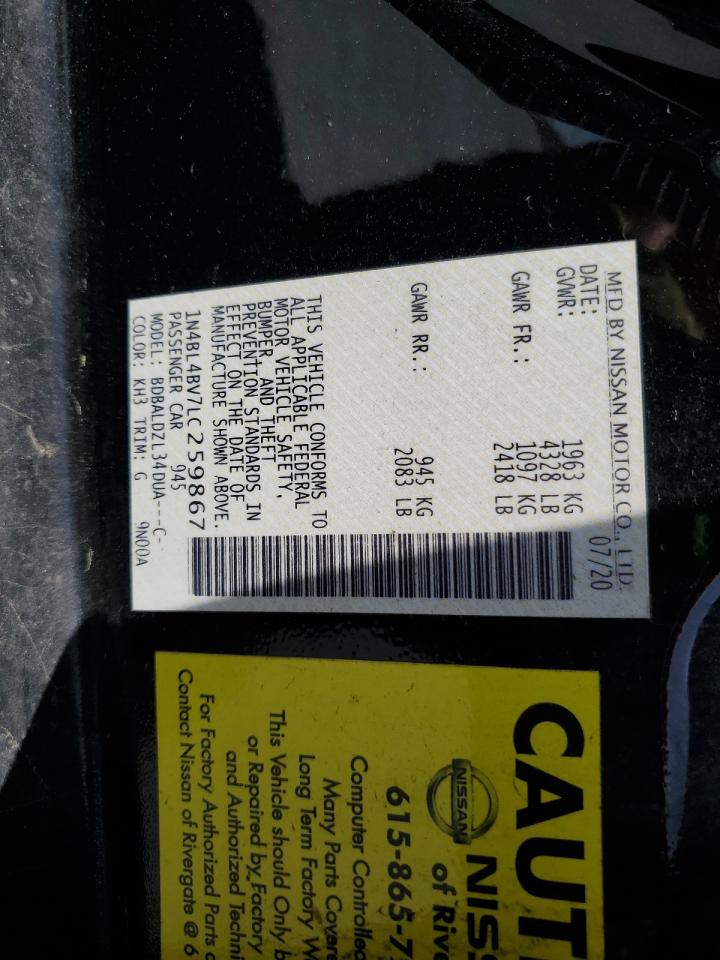 MFD BY NISSAN MOTOR CO., LTD.
DATE: 07/20
GVWR: 1963 KG
4328 LB
GAWR FR.: 1097 KG
2418 LB
GAWR RR.: 945 KG
2083 LB
THIS VEHICLE CONFORMS TO
ALL APPLICABLE FEDERAL
MOTOR VEHICLE SAFETY,
BUMPER, AND THEFT
PREVENTION STANDARDS IN
EFFECT ON THE DATE OF
MANUFACTURE SHOWN ABOVE.
1N4BL4BV7LC259867
PASSENGER CAR 945
MODEL: BDBALDZL34DUA---C-
COLOR: KH3 TRIM: G 9N00A
CAUT
NISSAN
NISS
of Rive
615-865-7
Computer Controlled
Many Parts Covere
Long Term Factory W
This Vehicle should Only b
or Repaired by Factory
and Authorized Techni
For Factory Authorized Parts
Contact Nissan of Rivergate @ 6